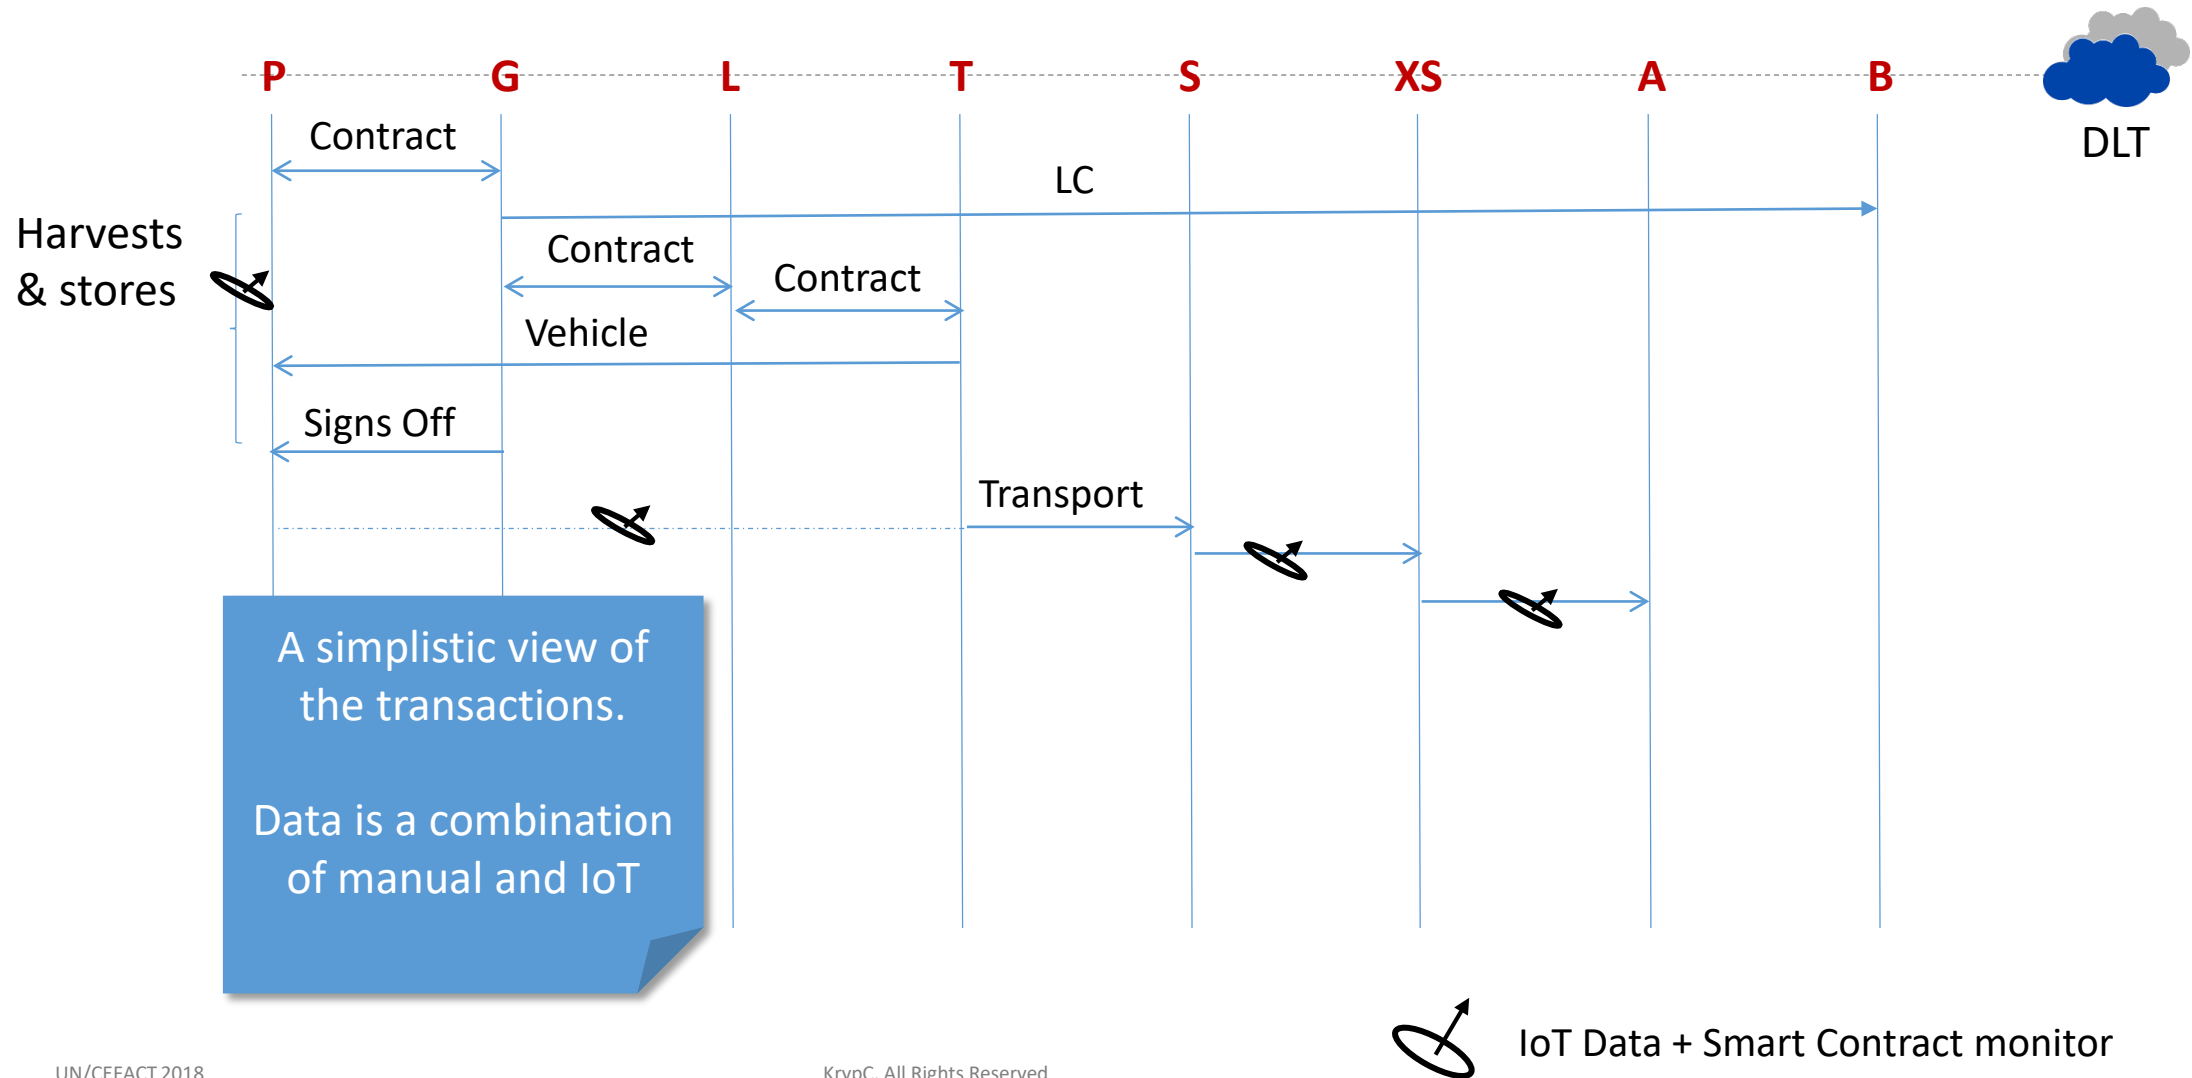 P G L T S XS A B
DLT
Contract
LC
Harvests
& stores
Contract
Contract
Vehicle
Signs Off
Transport
A simplistic view of
the transactions.
Data is a combination
of manual and IoT
IoT Data + Smart Contract monitor
UN/CEFACT 2018
KrypC. All Rights Reserved